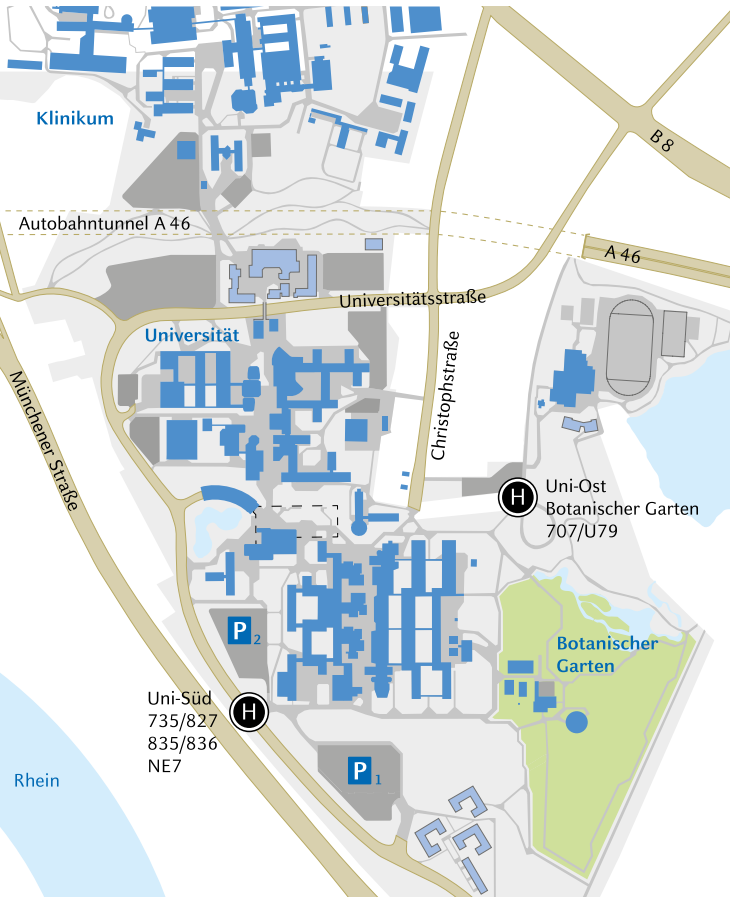 Klinikum
B 8
Autobahntunnel A 46
A 46
Universitätsstraße
Universität
Münchener Straße
Christophstraße
H
Uni-Ost
Botanischer Garten
707/U79
P 2
Botanischer
Garten
Uni-Süd
735/827
835/836
NE7
H
P 1
Rhein